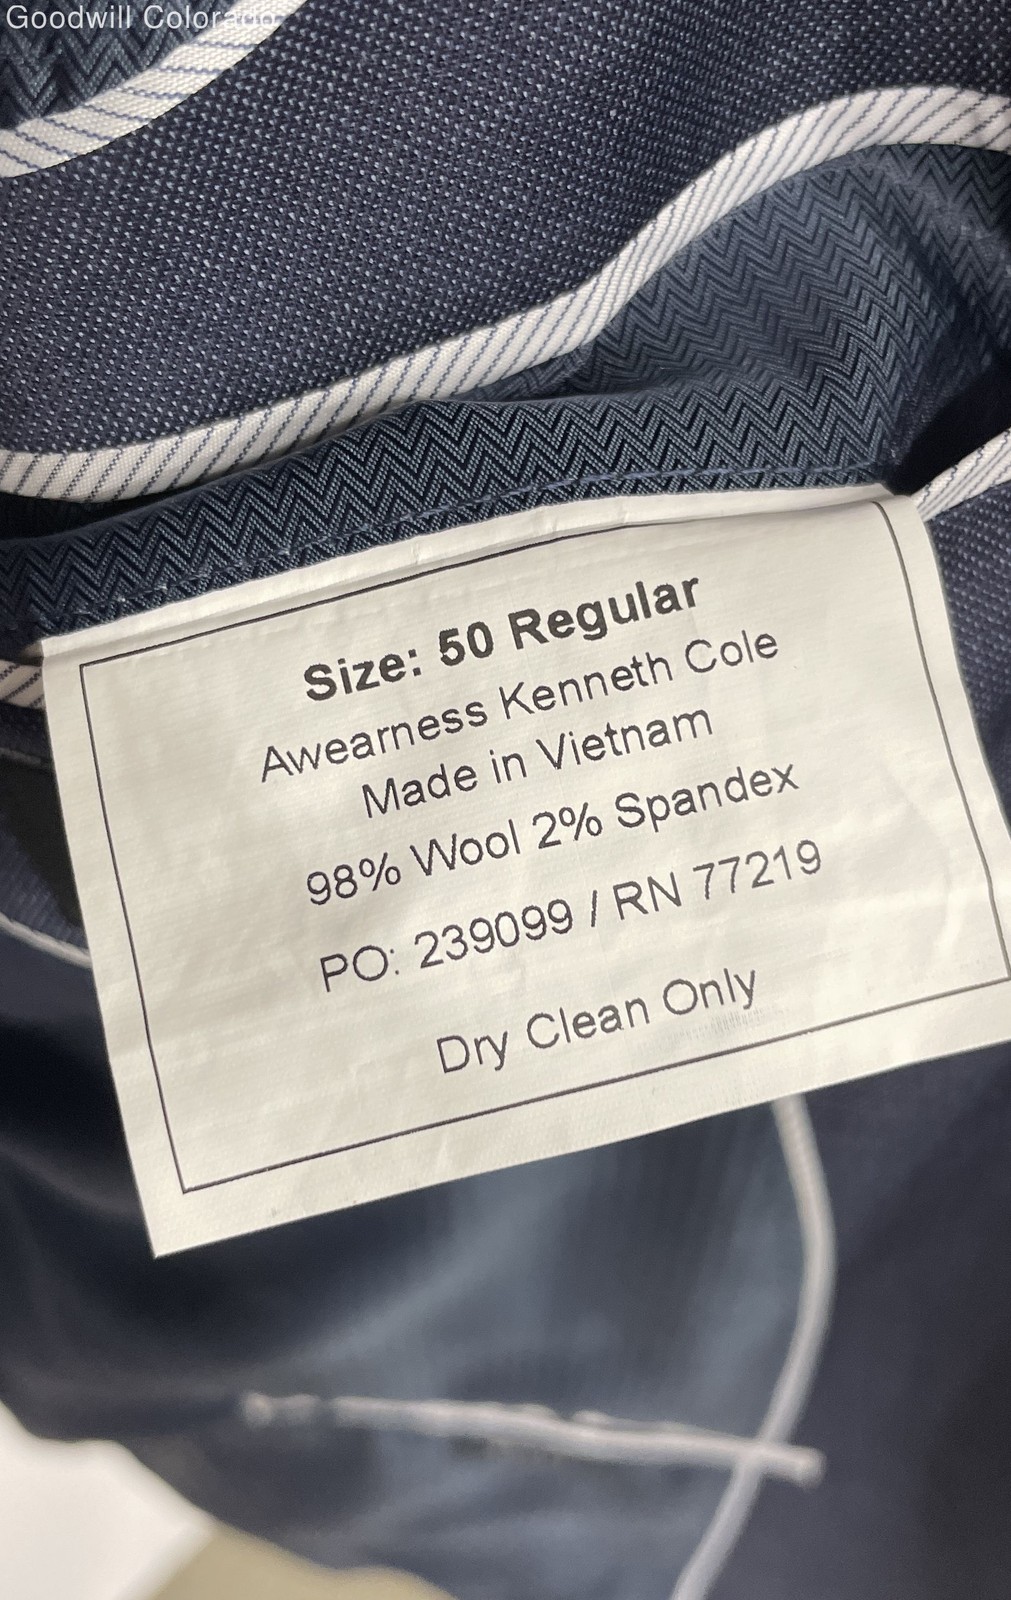 Goodwill Colorado
Size: 50 Regular
Awearness Kenneth Cole
Made in Vietnam
98% Wool 2% Spandex
PO: 239099 / RN 77219
Dry Clean Only